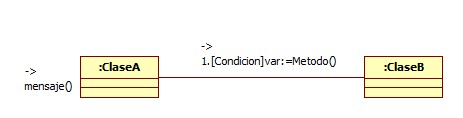 ->
1.[Condicion]var:=Metodo()
:ClaseA
:ClaseB
->
mensaje()